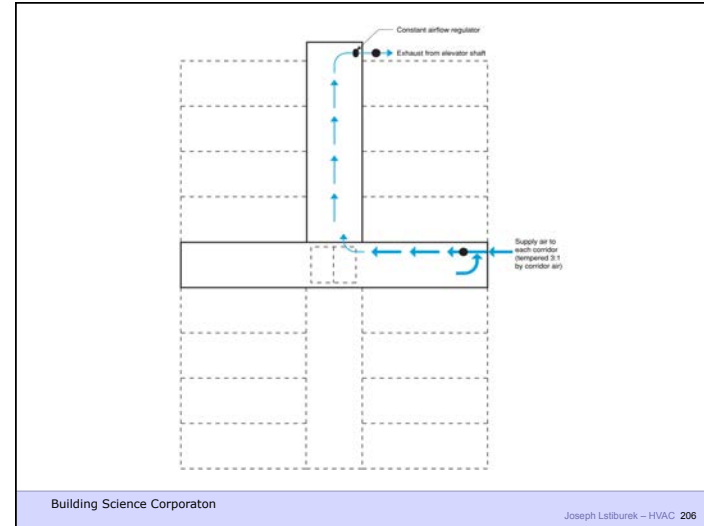 Constant airflow regulator
Exhaust from elevator shaft
Supply air to
each corridor
(tempered 3:1
by corridor air)
Building Science Corporaton
Joseph Lstiburek – HVAC 206